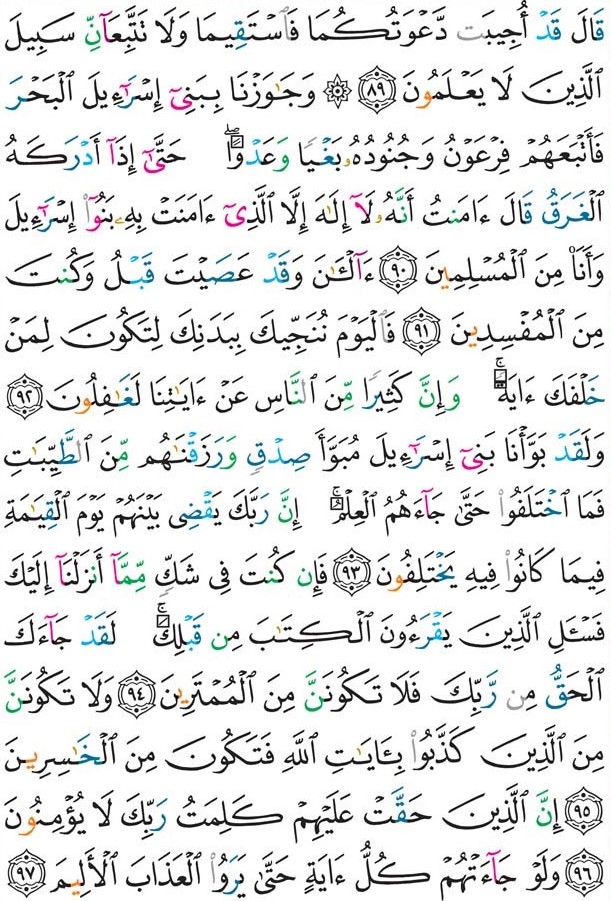 قَالَ قَدْ أُجِيبَت دَّعْوَتُكُمَا فَٱسْتَقِيمَا وَلَا تَتَّبِعَآنِّ سَبِيلَ
ٱلَّذِينَ لَا يَعْلَمُونَ ٨٩ ۞ وَجَٰوَزْنَا بِبَنِىٓ إِسْرَٰٓءِيلَ ٱلْبَحْرَ
فَأَتْبَعَهُمْ فِرْعَوْنُ وَجُنُودُهُۥ بَغْيًا وَعَدْوًا ۖ حَتَّىٰٓ إِذَآ أَدْرَكَهُ
ٱلْغَرَقُ قَالَ ءَامَنتُ أَنَّهُۥ لَآ إِلَٰهَ إِلَّا ٱلَّذِىٓ ءَامَنَتْ بِهِۦ بَنُوٓا۟ إِسْرَٰٓءِيلَ
وَأَنَا۠ مِنَ ٱلْمُسْلِمِينَ ٩٠ ءَآلْـَٰٔنَ وَقَدْ عَصَيْتَ قَبْلُ وَكُنتَ
مِنَ ٱلْمُفْسِدِينَ ٩١ فَٱلْيَوْمَ نُنَجِّيكَ بِبَدَنِكَ لِتَكُونَ لِمَنْ
خَلْفَكَ ءَايَةً ۚ وَإِنَّ كَثِيرًا مِّنَ ٱلنَّاسِ عَنْ ءَايَٰتِنَا لَغَٰفِلُونَ ٩٢
وَلَقَدْ بَوَّأْنَا بَنِىٓ إِسْرَٰٓءِيلَ مُبَوَّأَ صِدْقٍ وَرَزَقْنَٰهُم مِّنَ ٱلطَّيِّبَٰتِ
فَمَا ٱخْتَلَفُوا۟ حَتَّىٰ جَآءَهُمُ ٱلْعِلْمُ ۚ إِنَّ رَبَّكَ يَقْضِى بَيْنَهُمْ يَوْمَ ٱلْقِيَٰمَةِ
فِيمَا كَانُوا۟ فِيهِ يَخْتَلِفُونَ ٩٣ فَإِن كُنتَ فِى شَكٍّ مِّمَّآ أَنزَلْنَآ إِلَيْكَ
فَسْـَٔلِ ٱلَّذِينَ يَقْرَءُونَ ٱلْكِتَٰبَ مِن قَبْلِكَ ۚ لَقَدْ جَآءَكَ
ٱلْحَقُّ مِن رَّبِّكَ فَلَا تَكُونَنَّ مِنَ ٱلْمُمْتَرِينَ ٩٤ وَلَا تَكُونَنَّ
مِنَ ٱلَّذِينَ كَذَّبُوا۟ بِـَٔايَٰتِ ٱللَّهِ فَتَكُونَ مِنَ ٱلْخَٰسِرِينَ
٩٥ إِنَّ ٱلَّذِينَ حَقَّتْ عَلَيْهِمْ كَلِمَتُ رَبِّكَ لَا يُؤْمِنُونَ
٩٦ وَلَوْ جَآءَتْهُمْ كُلُّ ءَايَةٍ حَتَّىٰ يَرَوُا۟ ٱلْعَذَابَ ٱلْأَلِيمَ ٩٧